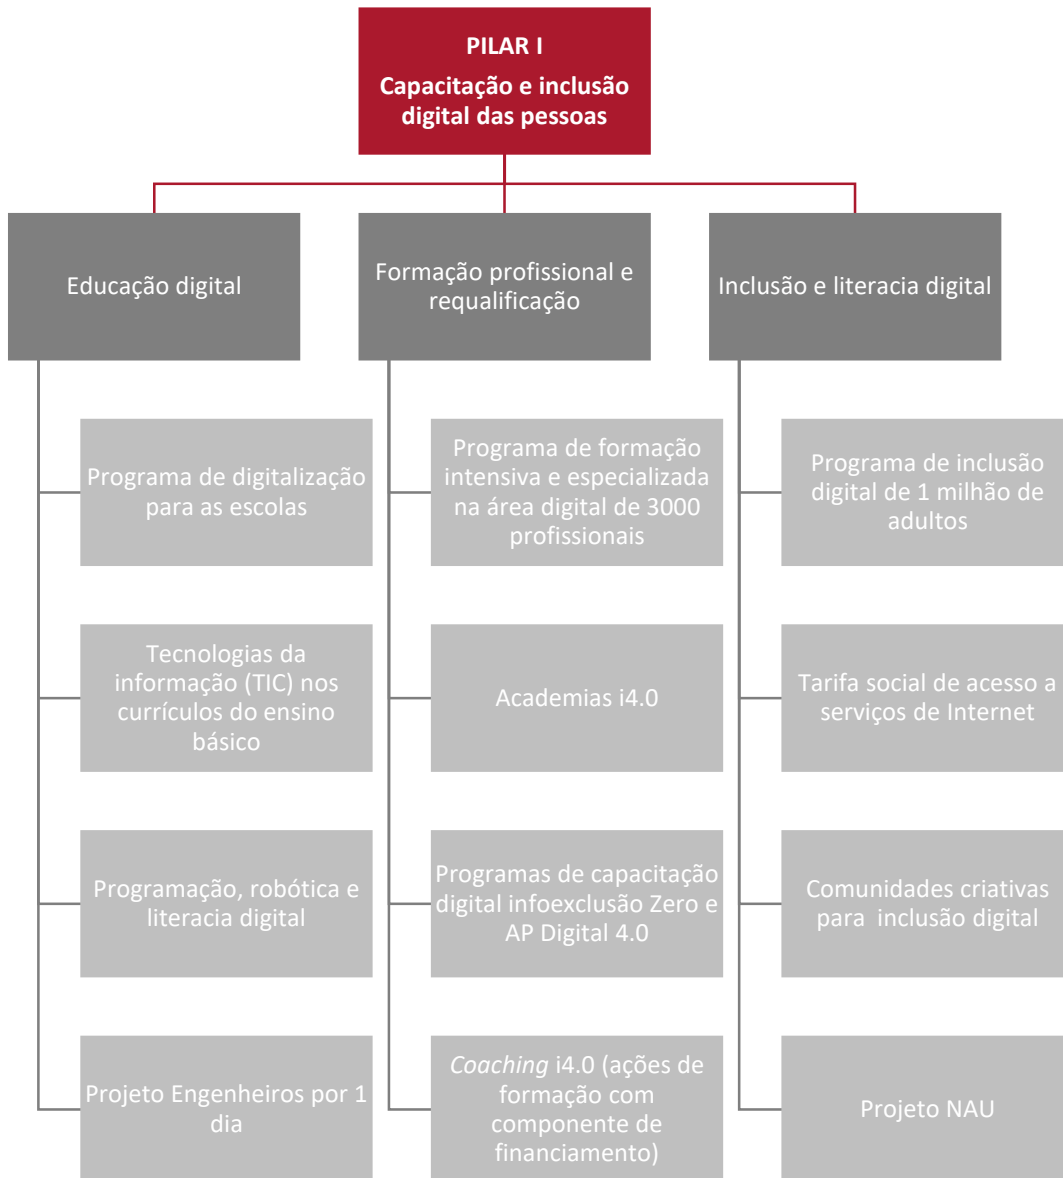 PILAR I
Capacitação e inclusão
digital das pessoas
Educação digital
Programa de digitalização
para as escolas
Tecnologias da
informação (TIC) nos
currículos do ensino
básico
Programação, robótica e
literacia digital
Projeto Engenheiros por 1
dia
Formação profissional e
requalificação
Programa de formação
intensiva e especializada
na área digital de 3000
profissionais
Academias i4.0
Programas de capacitação
digital infoexclusão Zero e
AP Digital 4.0
Coaching i4.0 (ações de
formação com
componente de
financiamento)
Inclusão e literacia digital
Programa de inclusão
digital de 1 milhão de
adultos
Tarifa social de acesso a
serviços de Internet
Comunidades criativas
para  inclusão digital
Projeto NAU